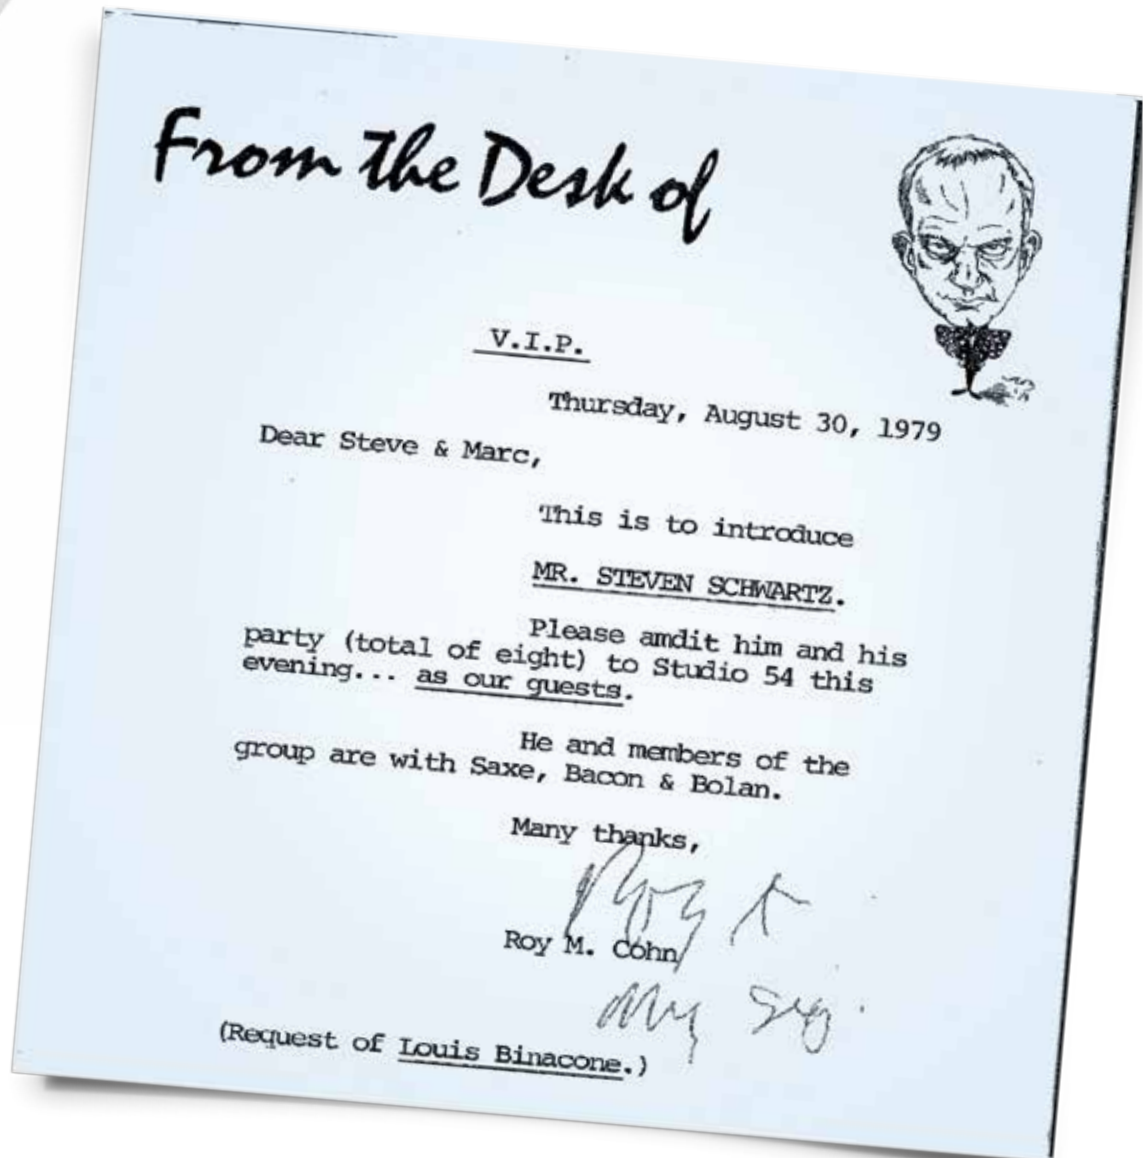 From the Desk of
V.I.P.
Thursday, August 30, 1979
Dear Steve & Marc,
This is to introduce
MR. STEVEN SCHWARTZ.
Please amdit him and his
party (total of eight) to Studio 54 this
evening... as our guests.
He and members of the
group are with Saxe, Bacon & Bolan.
Many thanks,
Roy
Roy M. Cohn
(Request of Louis Binacone.)